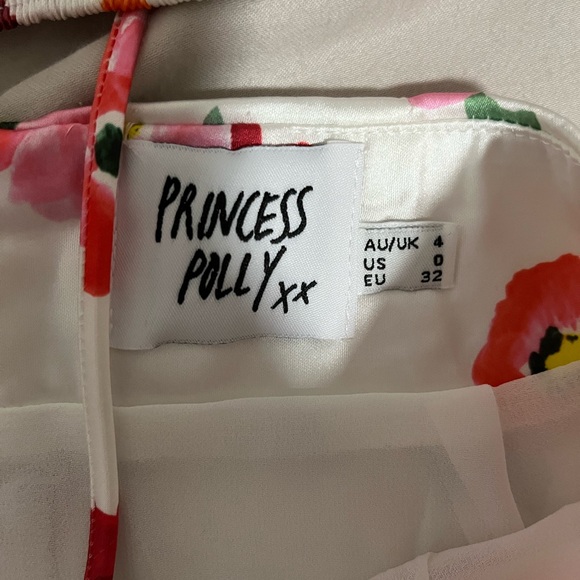 PRINCESS
POLLY xx
AU/UK 4
US 0
EU 32